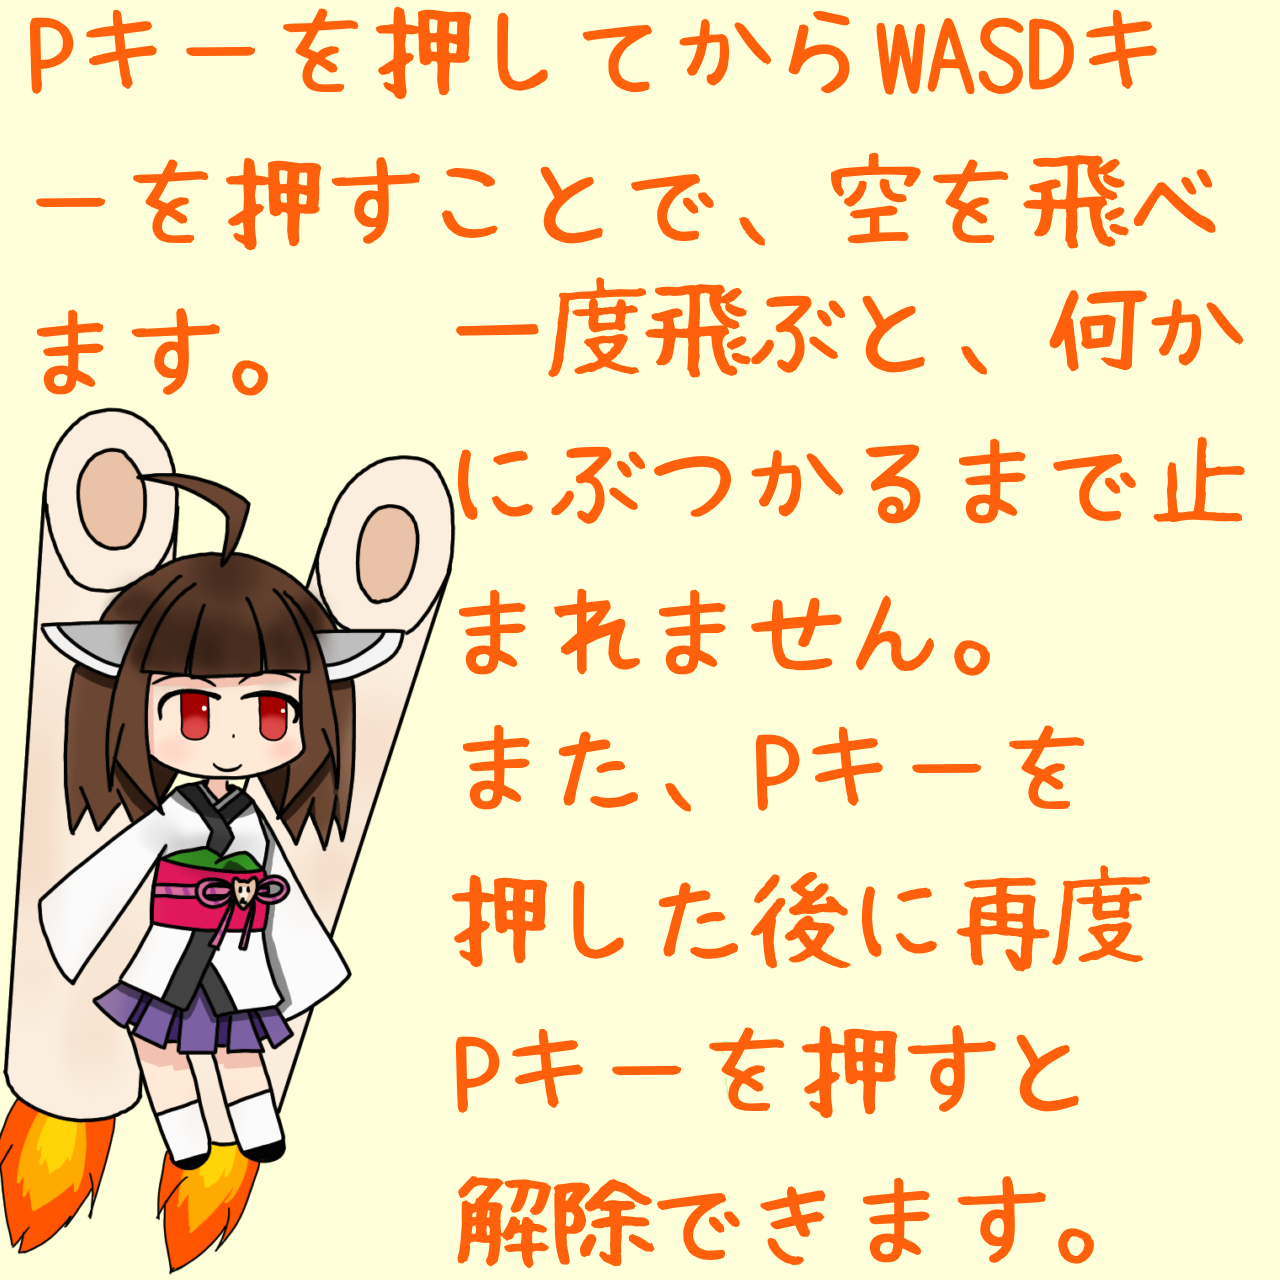 Pキーを押してからWASDキ
ーを押すことで、空を飛べ
ます。
一度飛ぶと、何か
にぶつかるまで止
まれません。
また、Pキーを
押した後に再度
Pキーを押すと
解除できます。